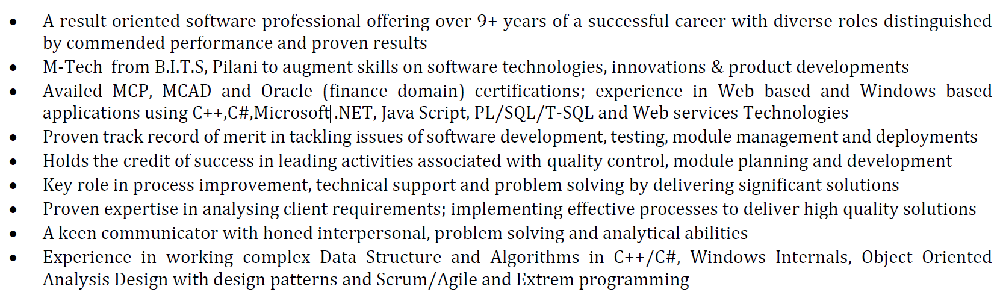 • A result oriented software professional offering over 9+ years of a successful career with diverse roles distinguished
by commended performance and proven results
• M-Tech from B.I.T.S, Pilani to augment skills on software technologies, innovations & product developments
• Availed MCP, MCAD and Oracle (finance domain) certifications; experience in Web based and Windows based
applications using C++,C#,Microsoft .NET, Java Script, PL/SQL/T-SQL and Web services Technologies
• Proven track record of merit in tackling issues of software development, testing, module management and deployments
• Holds the credit of success in leading activities associated with quality control, module planning and development
• Key role in process improvement, technical support and problem solving by delivering significant solutions
• Proven expertise in analysing client requirements; implementing effective processes to deliver high quality solutions
• A keen communicator with honed interpersonal, problem solving and analytical abilities
• Experience in working complex Data Structure and Algorithms in C++/C#, Windows Internals, Object Oriented
Analysis Design with design patterns and Scrum/Agile and Extrem programming